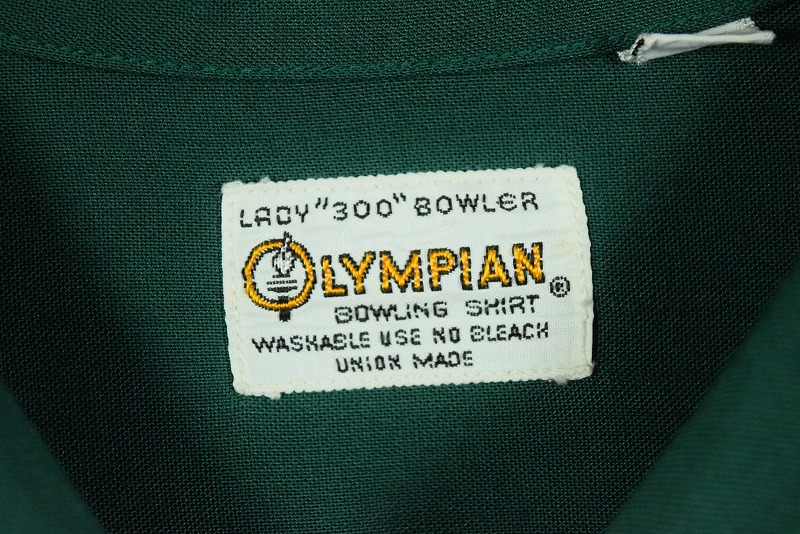 LADY "300" BOWLER
OLYMPIAN ®
BOWLING SHIRT
WASHABLE USE NO BLEACH
UNION MADE